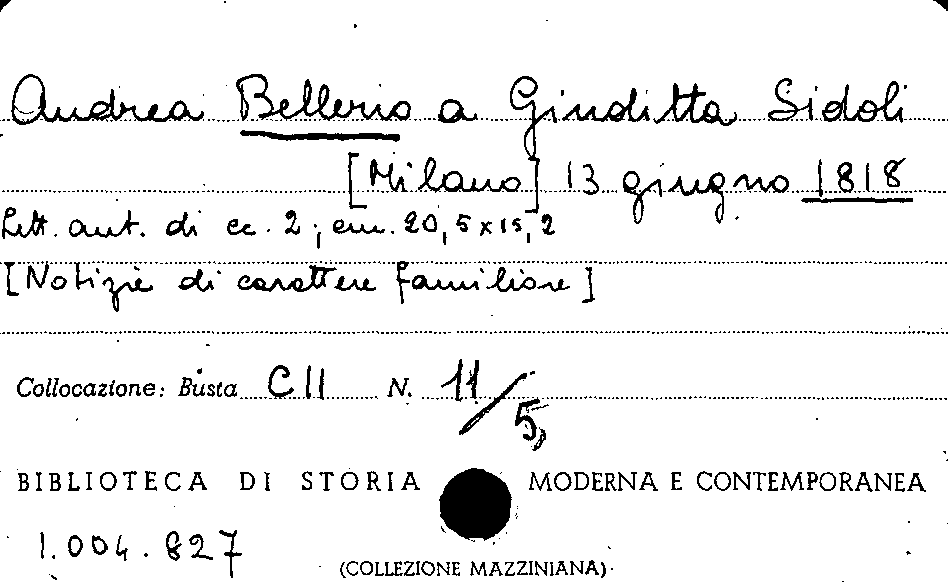 Andrea Bellerio a Giuditta Sidoli
[Milano] 13 giugno 1818
Lett. aut. di cc. 2; cm. 20,5 x 15,2
[Notizie di carattere familiare]
Collocazione: Busta C II N. 11/5,
BIBLIOTECA DI STORIA MODERNA E CONTEMPORANEA
1.004.827
(COLLEZIONE MAZZINIANA)